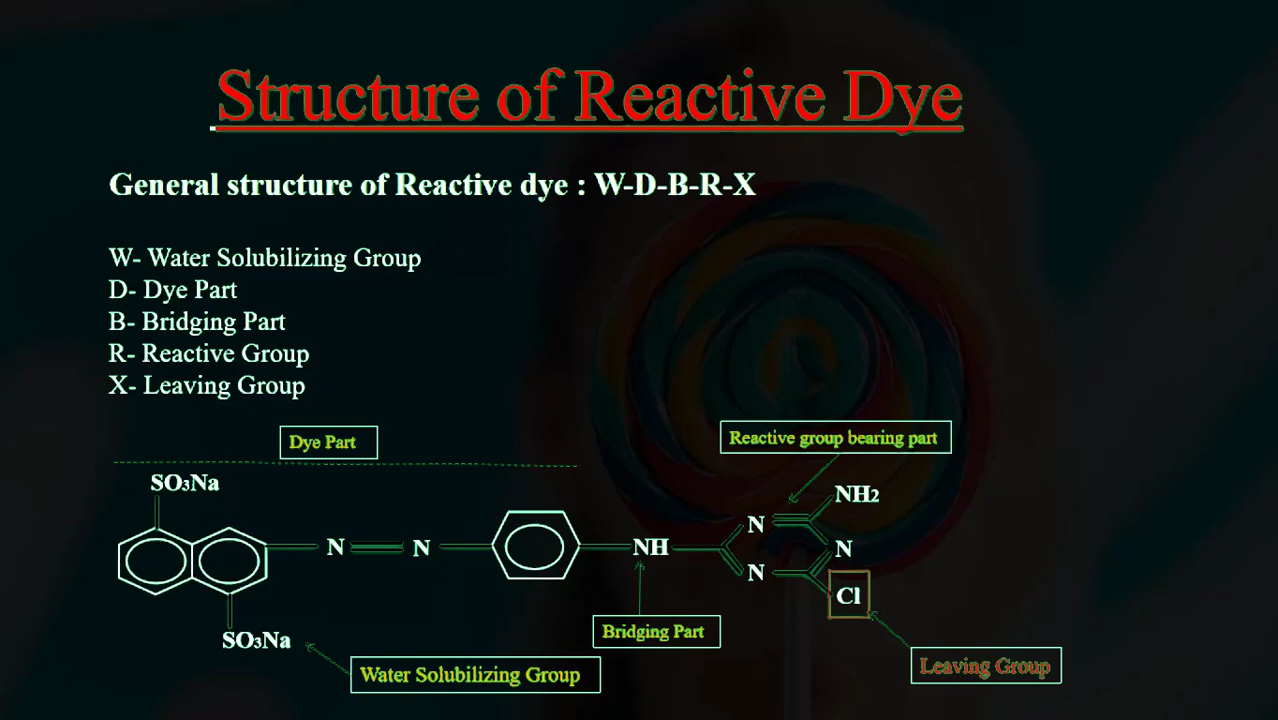 Structure of Reactive Dye
General structure of Reactive dye : W-D-B-R-X
W- Water Solubilizing Group
D- Dye Part
B- Bridging Part
R- Reactive Group
X- Leaving Group
Dye Part
Reactive group bearing part
SO₃Na
NH₂
N
N
N
NH
N
N
Cl
Bridging Part
SO₃Na
Leaving Group
Water Solubilizing Group